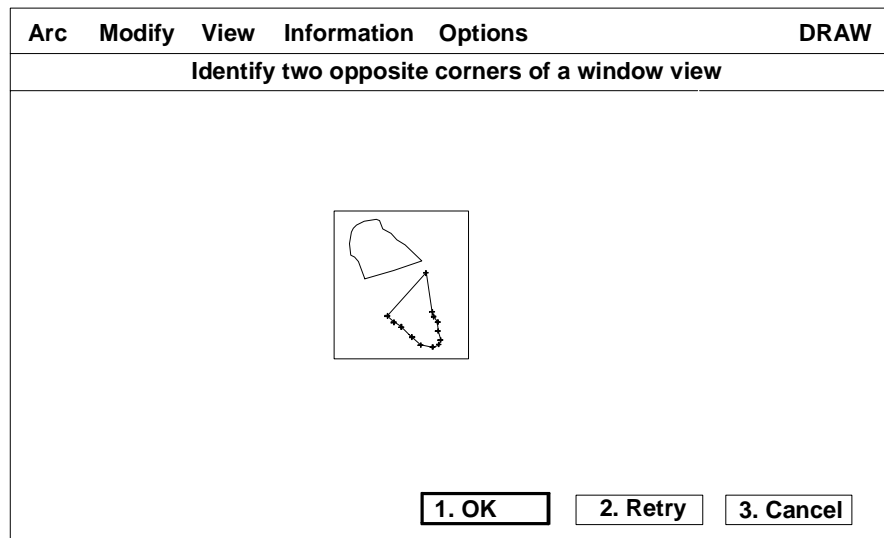 Arc Modify View Information Options DRAW
Identify two opposite corners of a window view
1. OK 2. Retry 3. Cancel